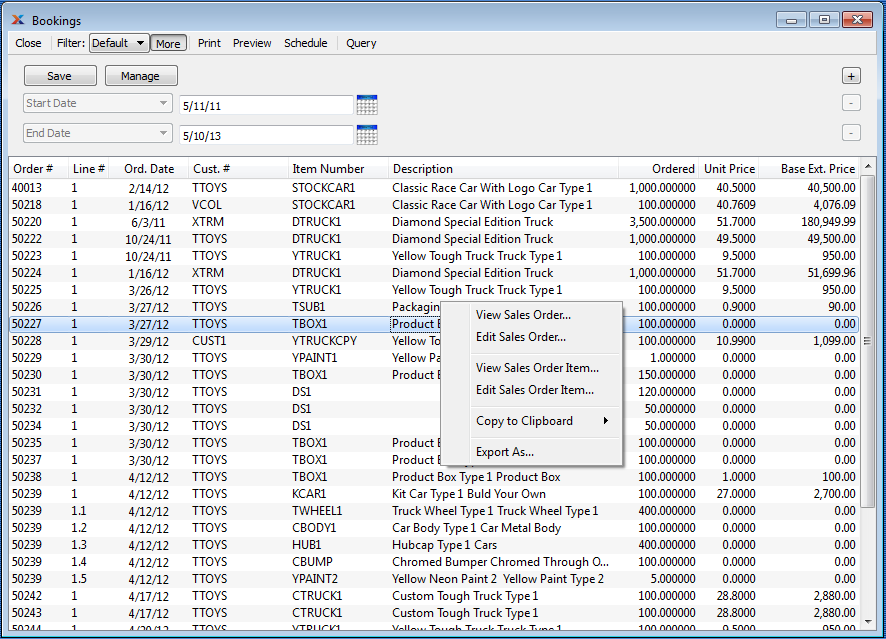 Bookings
Close Filter: Default More Print Preview Schedule Query
Save Manage +
Start Date 5/11/11 -
End Date 5/10/13 -
Order # Line # Ord. Date Cust. # Item Number Description Ordered Unit Price Base Ext. Price
40013 1 2/14/12 TTOYS STOCKCAR1 Classic Race Car With Logo Car Type 1 1,000.000000 40.5000 40,500.00
50218 1 1/16/12 VCOL STOCKCAR1 Classic Race Car With Logo Car Type 1 100.000000 40.7609 4,076.09
50220 1 6/3/11 XTRM DTRUCK1 Diamond Special Edition Truck 3,500.000000 51.7000 180,949.99
50222 1 10/24/11 TTOYS DTRUCK1 Diamond Special Edition Truck 1,000.000000 49.5000 49,500.00
50223 1 10/24/11 TTOYS YTRUCK1 Yellow Tough Truck Truck Type 1 100.000000 9.5000 950.00
50224 1 1/16/12 XTRM DTRUCK1 Diamond Special Edition Truck 1,000.000000 51.7000 51,699.96
50225 1 3/26/12 TTOYS YTRUCK1 Yellow Tough Truck Truck Type 1 100.000000 9.5000 950.00
50226 1 3/27/12 TTOYS TSUB1 Packaging 100.000000 0.9000 90.00
50227 1 3/27/12 TTOYS TBOX1 Product 100.000000 0.0000 0.00
50228 1 3/29/12 CUST1 YTRUCKCPY Yellow To 100.000000 10.9900 1,099.00
50229 1 3/30/12 TTOYS YPAINT1 Yellow Pa 1.000000 0.0000 0.00
50230 1 3/30/12 TTOYS TBOX1 Product 150.000000 0.0000 0.00
50231 1 3/30/12 TTOYS DS1 120.000000 0.0000 0.00
50232 1 3/30/12 TTOYS DS1 50.000000 0.0000 0.00
50234 1 3/30/12 TTOYS DS1 50.000000 0.0000 0.00
50235 1 3/30/12 TTOYS TBOX1 Product 100.000000 0.0000 0.00
50237 1 3/30/12 TTOYS TBOX1 Product 100.000000 0.0000 0.00
View Sales Order...
Edit Sales Order...
View Sales Order Item...
Edit Sales Order Item...
Copy to Clipboard
Export As...
50238 1 4/12/12 TTOYS TBOX1 Product Box Type 1 Product Box 100.000000 1.0000 100.00
50239 1 4/12/12 TTOYS KCAR1 Kit Car Type 1 Buld Your Own 100.000000 27.0000 2,700.00
50239 1.1 4/12/12 TTOYS TWHEEL1 Truck Wheel Type 1 Truck Wheel Type 1 400.000000 0.0000 0.00
50239 1.2 4/12/12 TTOYS CBODY1 Car Body Type 1 Car Metal Body 100.000000 0.0000 0.00
50239 1.3 4/12/12 TTOYS HUB1 Hubcap Type 1 Cars 400.000000 0.0000 0.00
50239 1.4 4/12/12 TTOYS CBUMP Chromed Bumper Chromed Through O... 100.000000 0.0000 0.00
50239 1.5 4/12/12 TTOYS YPAINT2 Yellow Neon Paint 2 Yellow Paint Type 2 5.000000 0.0000 0.00
50242 1 4/17/12 TTOYS CTRUCK1 Custom Tough Truck Type 1 100.000000 28.8000 2,880.00
50243 1 4/17/12 TTOYS CTRUCK1 Custom Tough Truck Type 1 100.000000 28.8000 2,880.00
50244 1 4/20/12 TTOYS YTRUCK1 Yellow Tough Truck Truck Type 1 100.000000 9.5000 950.00